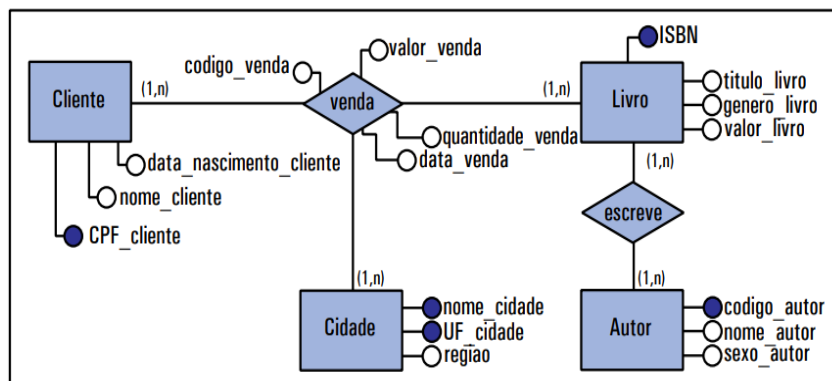 ISBN
valor_venda
codigo_venda
Cliente
(1,n)
venda
(1,n)
Livro
titulo_livro
genero_livro
valor_livro
quantidade_venda
data_venda
data_nascimento_cliente
nome_cliente
CPF_cliente
(1,n)
escreve
(1,n)
(1,n)
Cidade
nome_cidade
UF_cidade
regiao
Autor
codigo_autor
nome_autor
sexo_autor